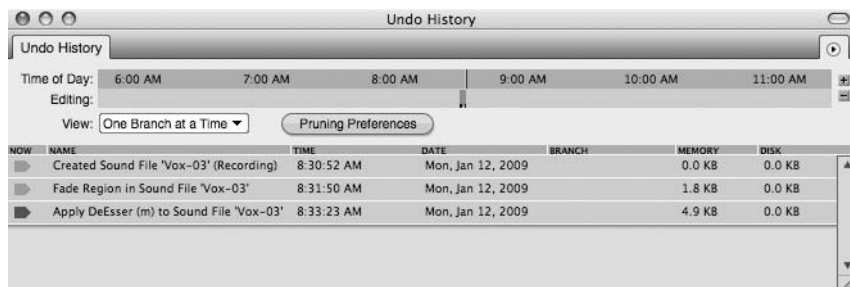 Undo History
Undo History
Time of Day: 6:00 AM 7:00 AM 8:00 AM 9:00 AM 10:00 AM 11:00 AM
Editing:
View: One Branch at a Time Pruning Preferences
NOW NAME TIME DATE BRANCH MEMORY DISK
Created Sound File 'Vox-03' (Recording) 8:30:52 AM Mon, Jan 12, 2009 0.0 KB 0.0 KB
Fade Region in Sound File 'Vox-03' 8:31:50 AM Mon, Jan 12, 2009 1.8 KB 0.0 KB
Apply DeEsser (m) to Sound File 'Vox-03' 8:33:23 AM Mon, Jan 12, 2009 4.9 KB 0.0 KB